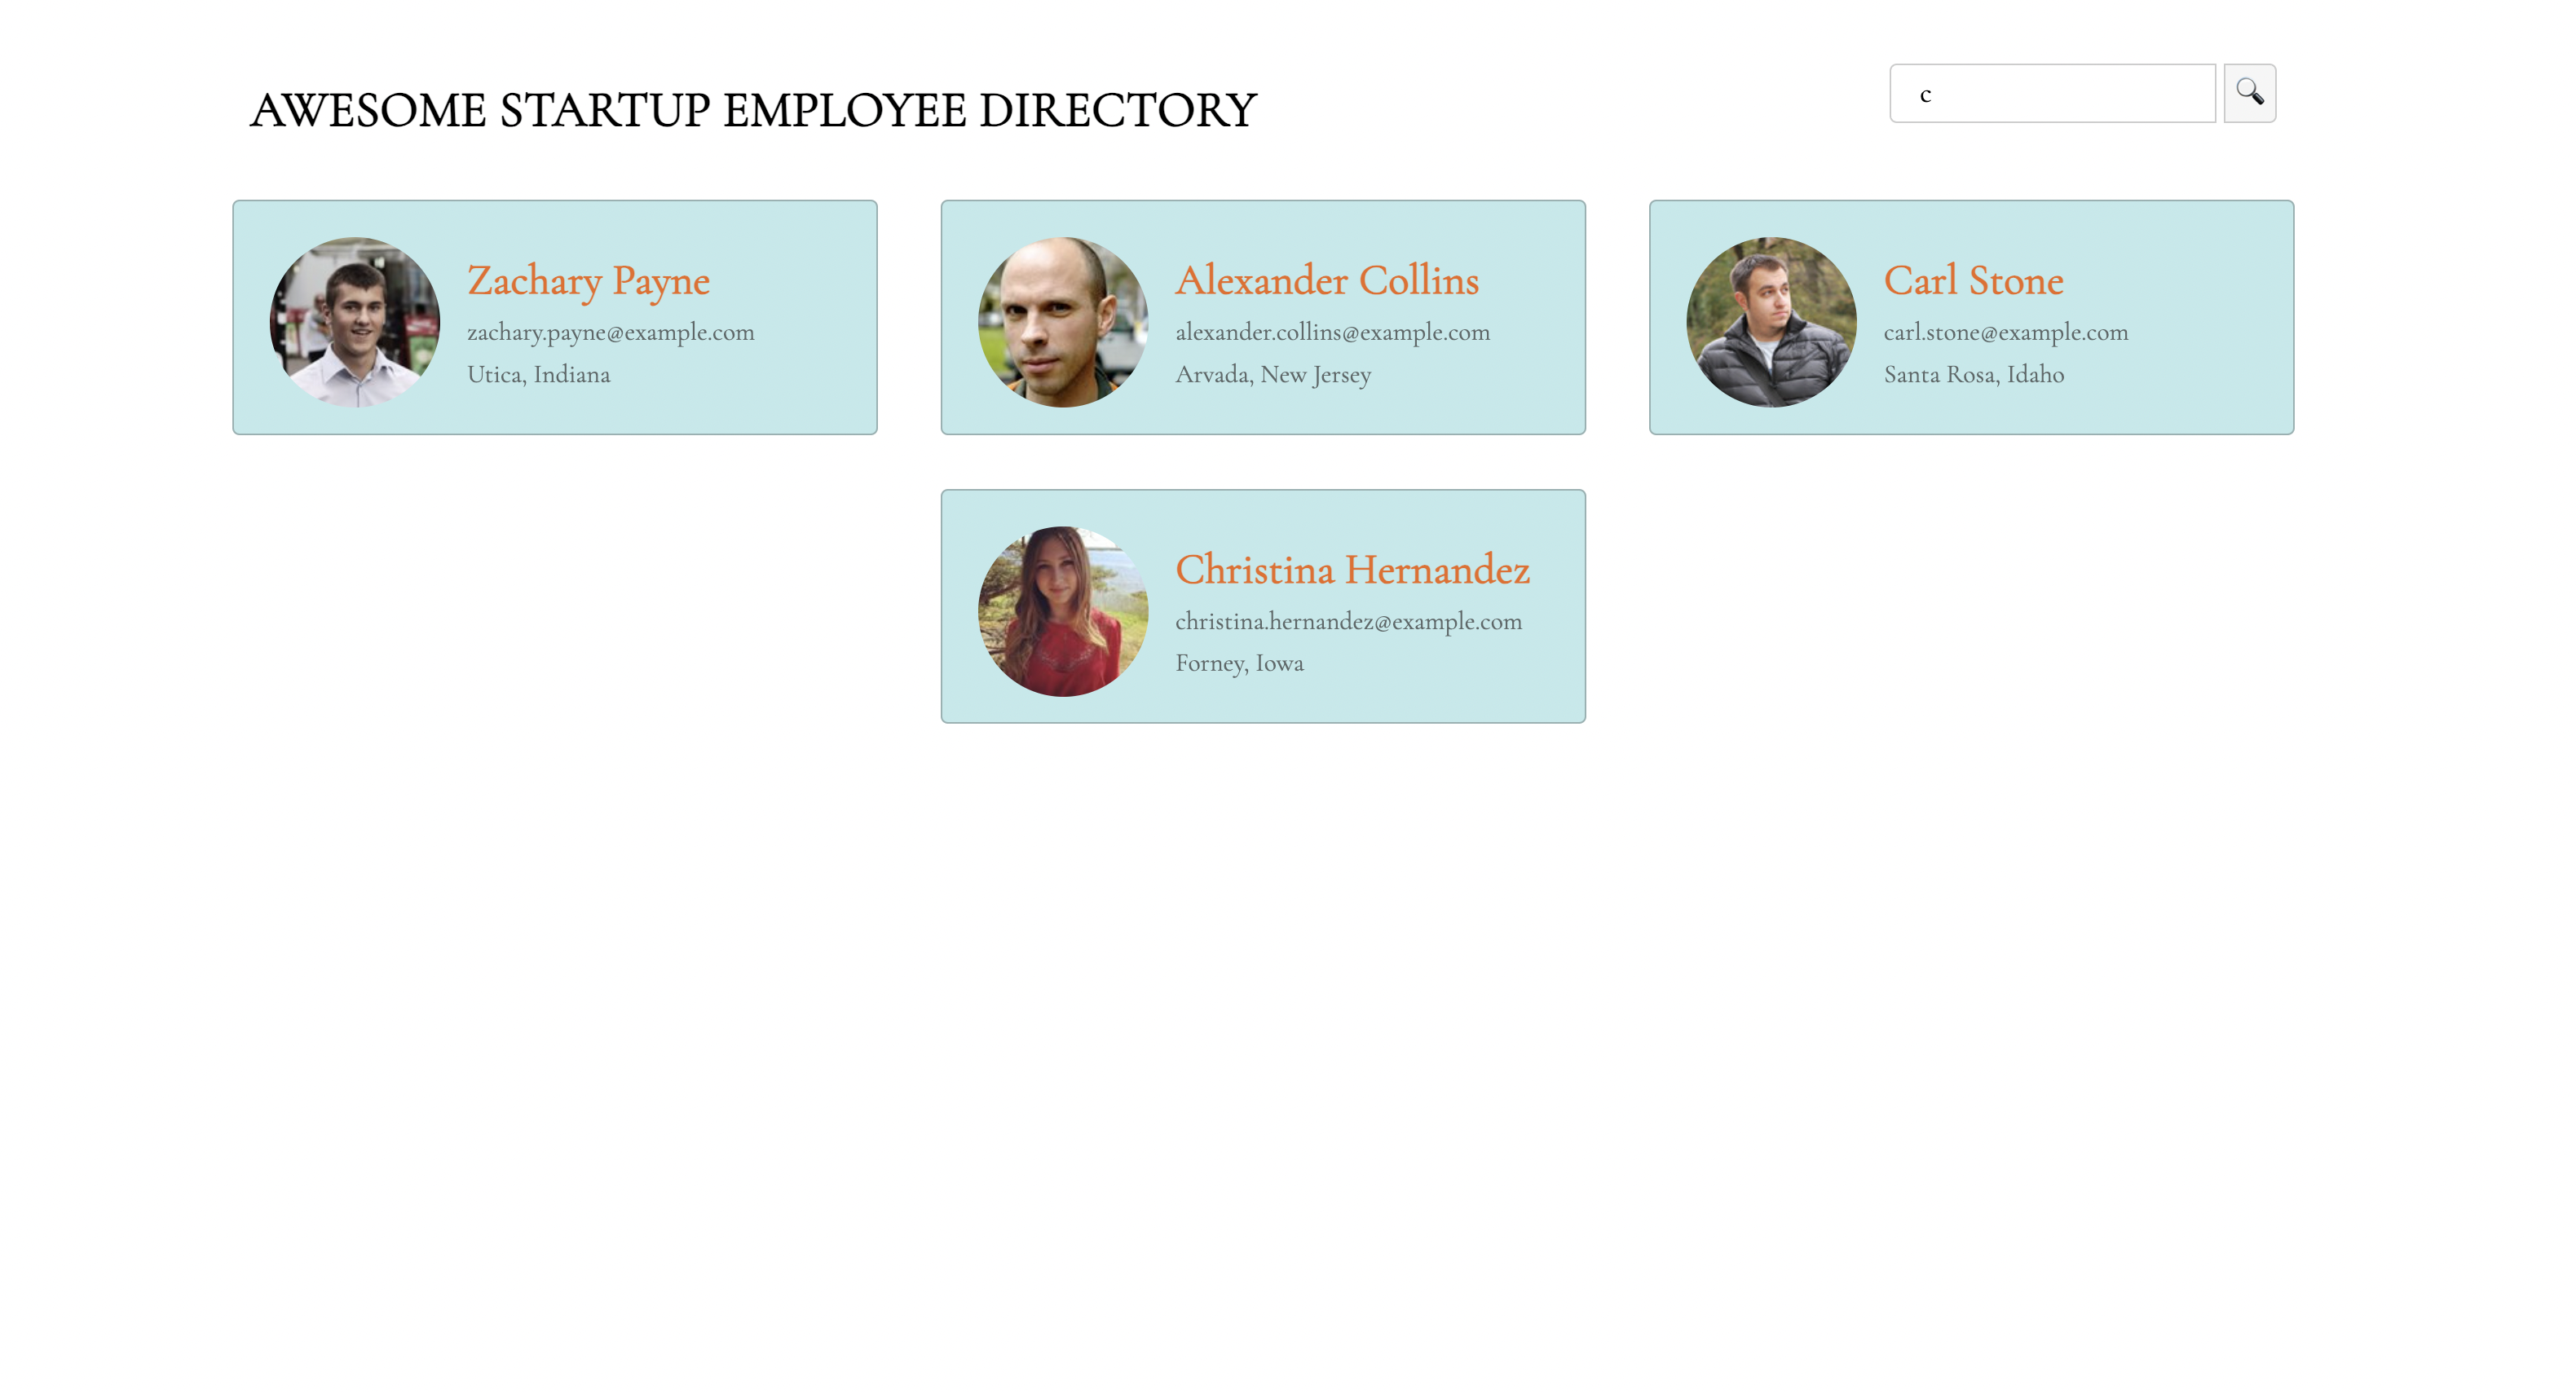 AWESOME STARTUP EMPLOYEE DIRECTORY
c
Zachary Payne
zachary.payne@example.com
Utica, Indiana
Alexander Collins
alexander.collins@example.com
Arvada, New Jersey
Carl Stone
carl.stone@example.com
Santa Rosa, Idaho
Christina Hernandez
christina.hernandez@example.com
Forney, Iowa